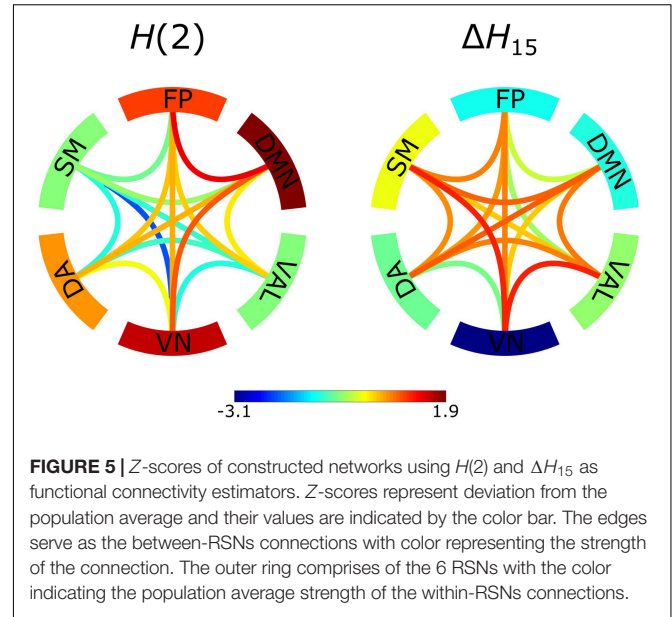 H(2)
ΔH15
FP
DMN
VAL
VN
DA
SM
FP
DMN
VAL
VN
DA
SM
-3.1
1.9
FIGURE 5 | Z-scores of constructed networks using H(2) and ΔH15 as
functional connectivity estimators. Z-scores represent deviation from the
population average and their values are indicated by the color bar. The edges
serve as the between-RSNs connections with color representing the strength
of the connection. The outer ring comprises of the 6 RSNs with the color
indicating the population average strength of the within-RSNs connections.